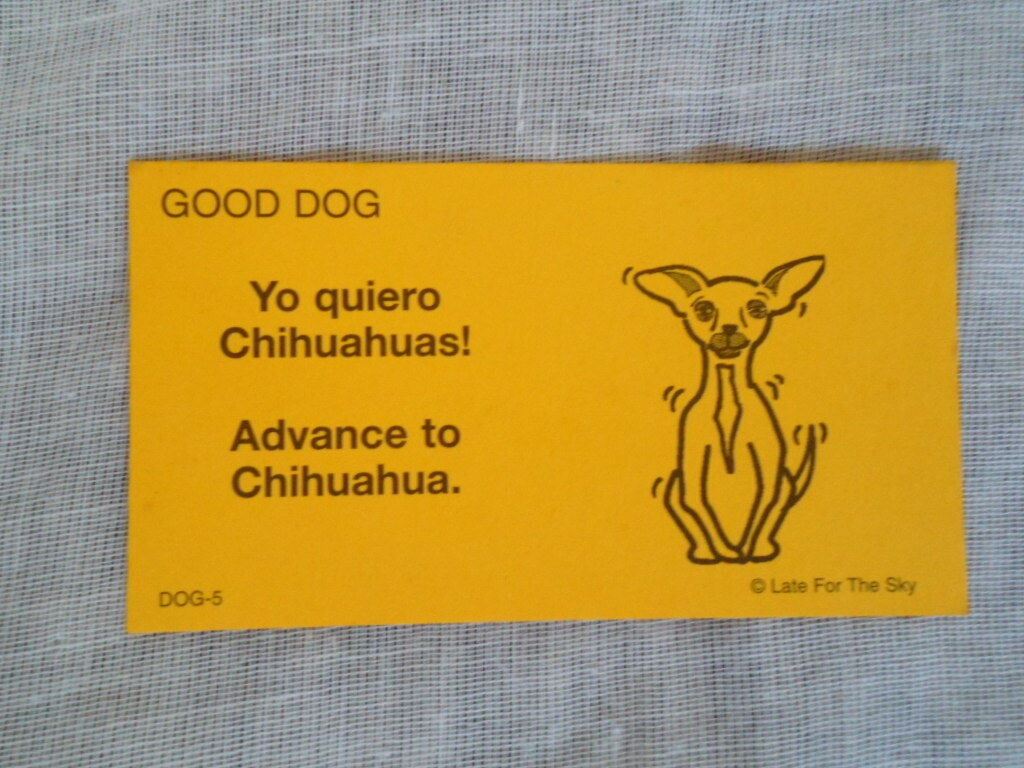 GOOD DOG
Yo quiero
Chihuahuas!
Advance to
Chihuahua.
DOG-5
© Late For The Sky